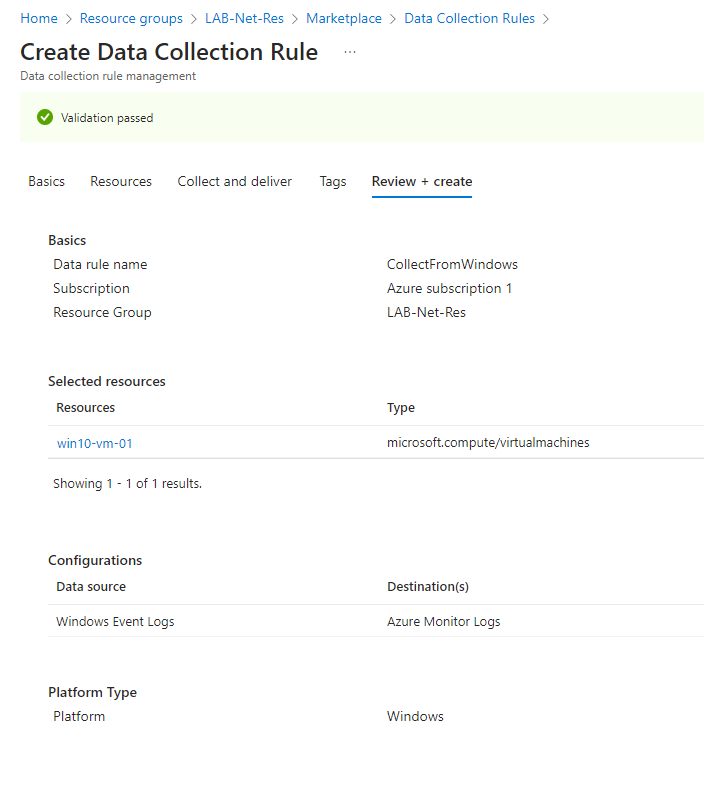 Home > Resource groups > LAB-Net-Res > Marketplace > Data Collection Rules >
Create Data Collection Rule ...
Data collection rule management
Validation passed
Basics Resources Collect and deliver Tags Review + create
Basics
Data rule name CollectFromWindows
Subscription Azure subscription 1
Resource Group LAB-Net-Res
Selected resources
Resources Type
win10-vm-01 microsoft.compute/virtualmachines
Showing 1 - 1 of 1 results.
Configurations
Data source Destination(s)
Windows Event Logs Azure Monitor Logs
Platform Type
Platform Windows